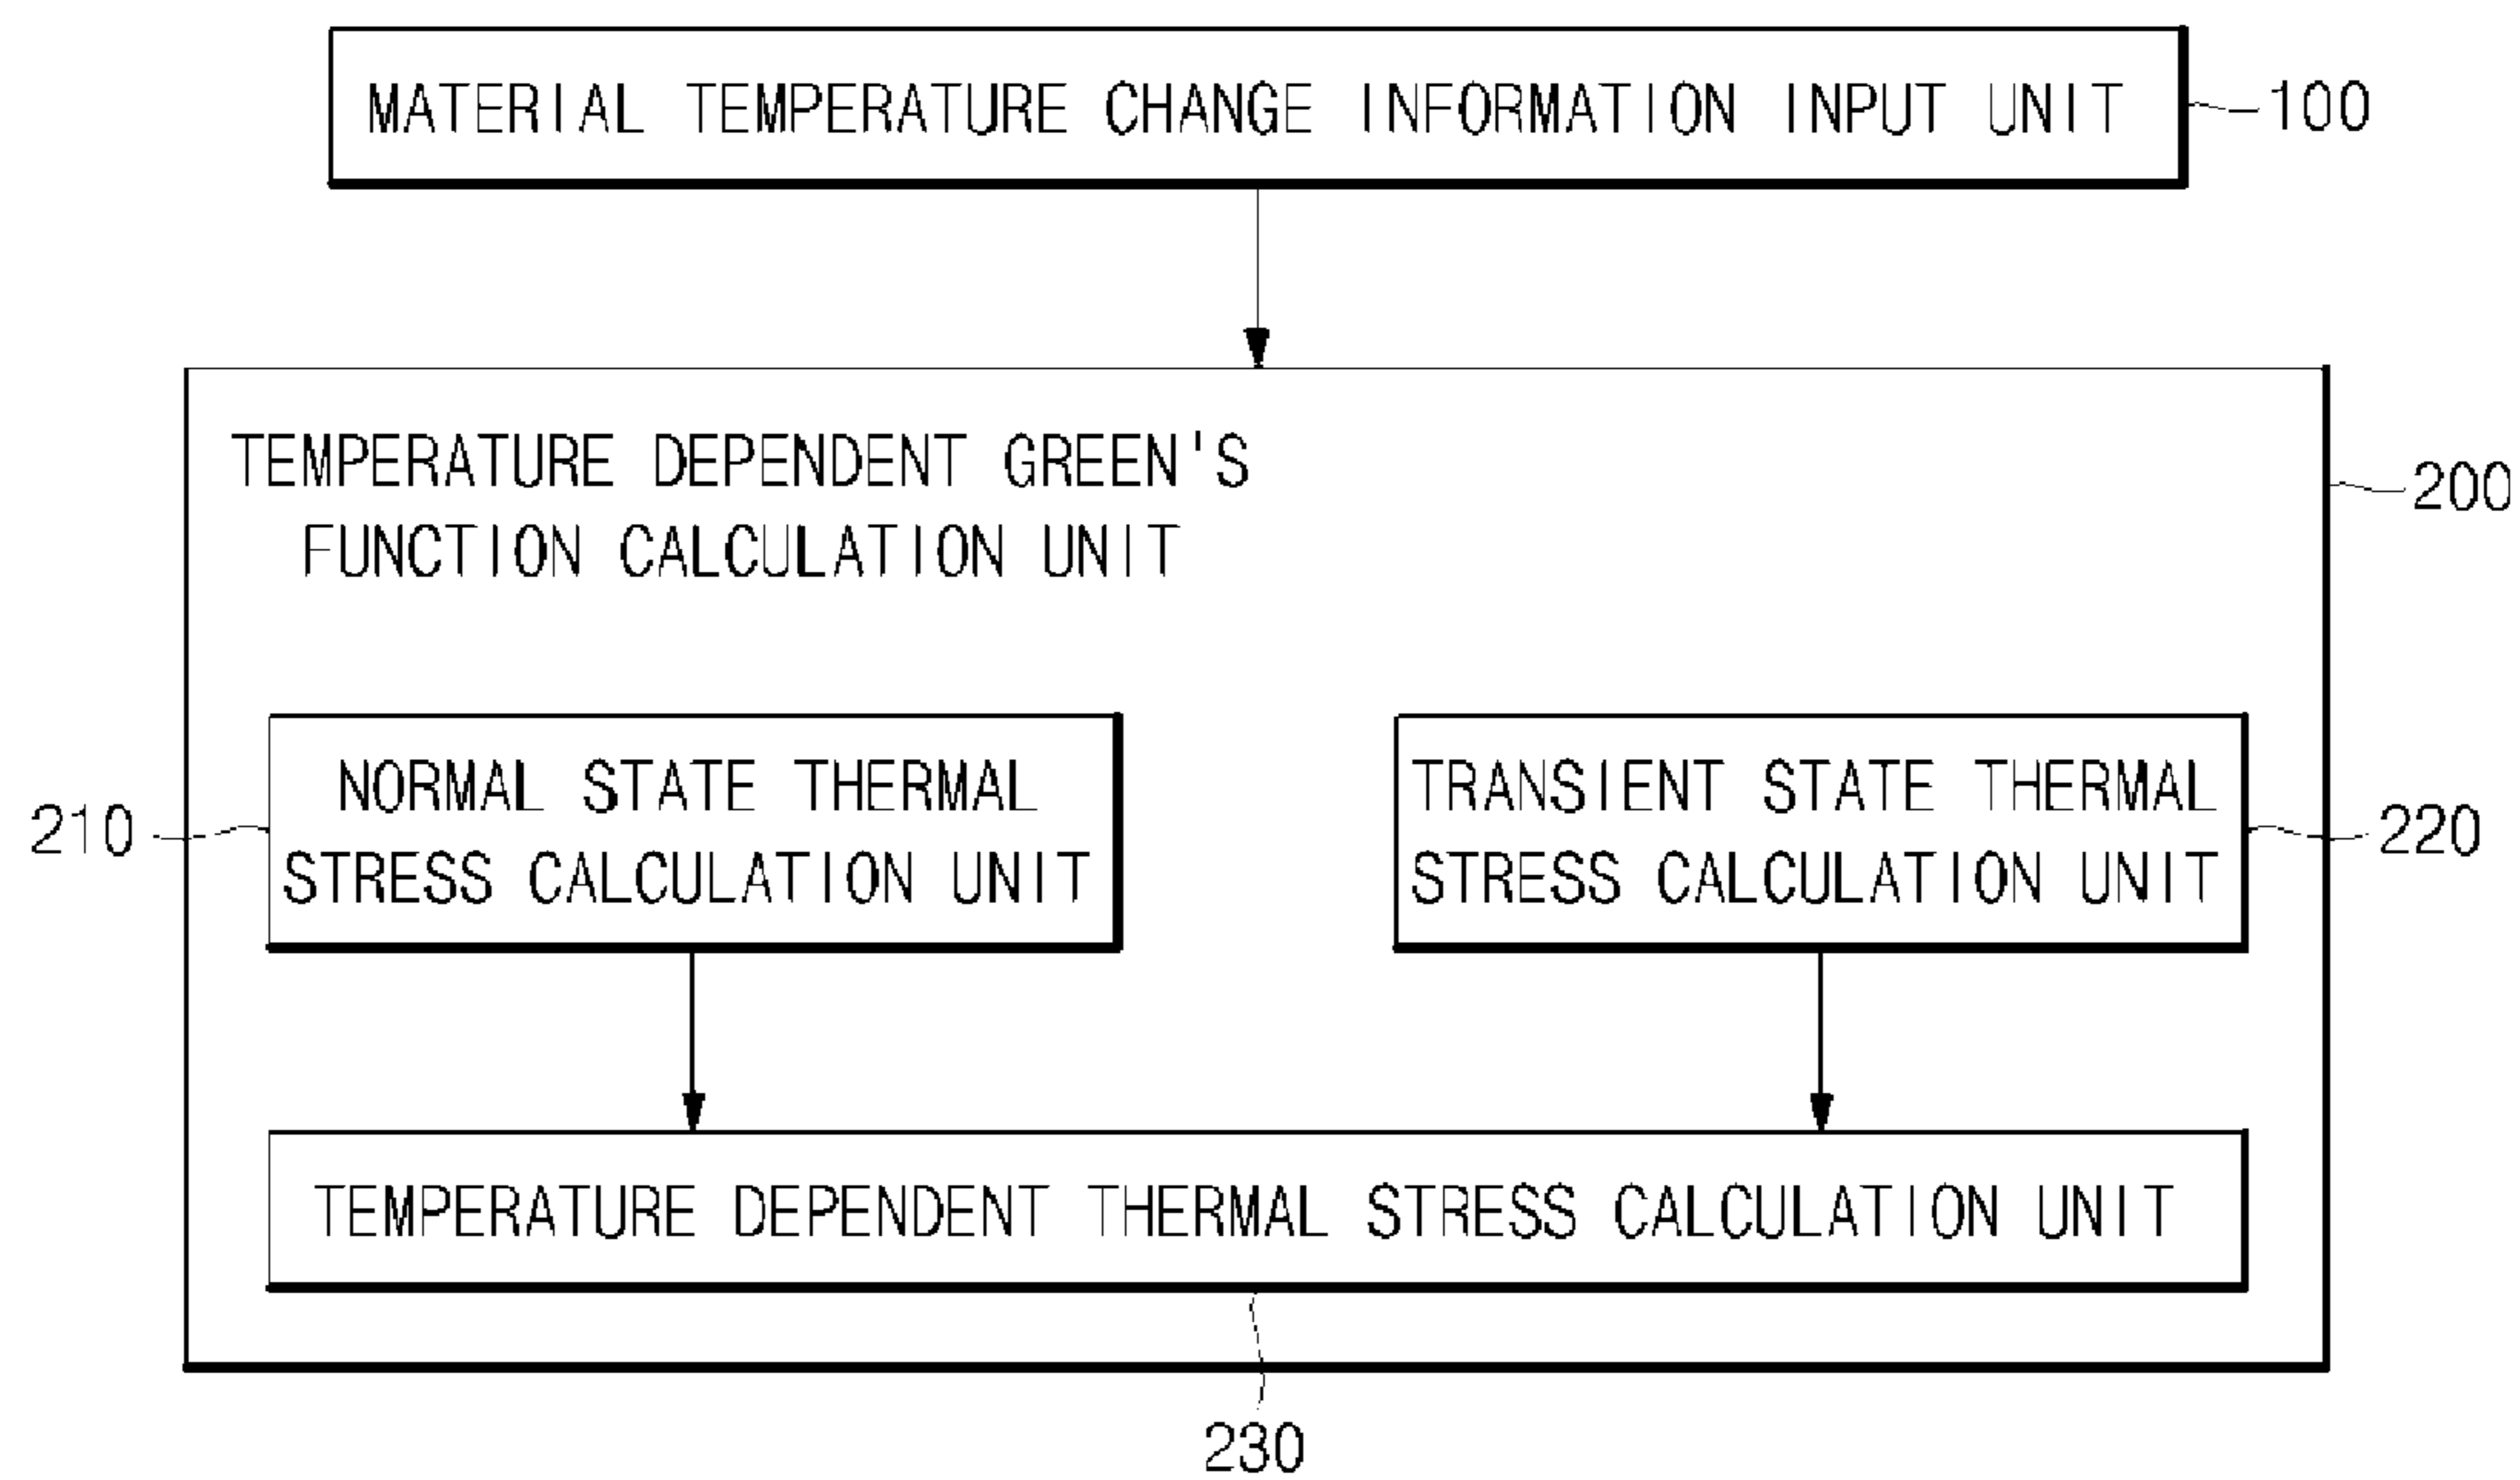 MATERIAL TEMPERATURE CHANGE INFORMATION INPUT UNIT
100
TEMPERATURE DEPENDENT GREEN'S
FUNCTION CALCULATION UNIT
200
NORMAL STATE THERMAL
STRESS CALCULATION UNIT
210
TRANSIENT STATE THERMAL
STRESS CALCULATION UNIT
220
TEMPERATURE DEPENDENT THERMAL STRESS CALCULATION UNIT
230